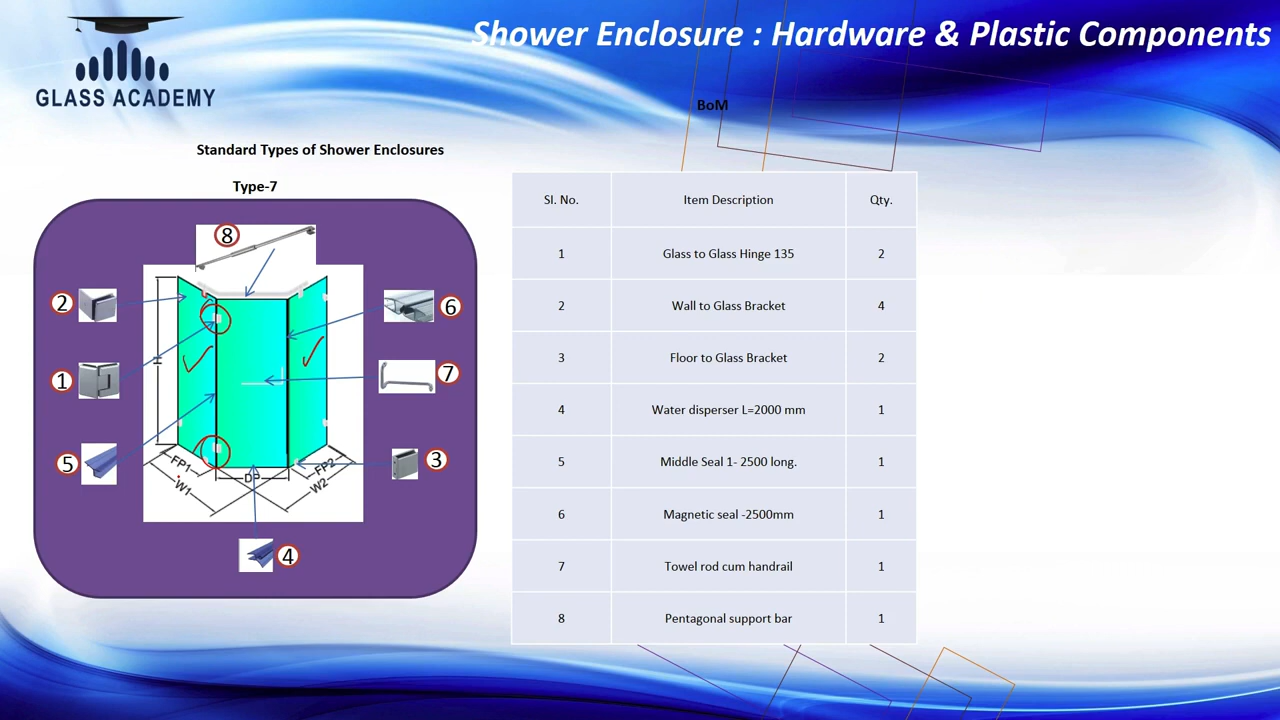 Shower Enclosure : Hardware & Plastic Components
GLASS ACADEMY
BoM
Standard Types of Shower Enclosures
Type-7
8
2
6
1
7
5
3
4
H
FP1
W1
D
FP2
W2
Sl. No. Item Description Qty.
1 Glass to Glass Hinge 135 2
2 Wall to Glass Bracket 4
3 Floor to Glass Bracket 2
4 Water disperser L=2000 mm 1
5 Middle Seal 1- 2500 long. 1
6 Magnetic seal -2500mm 1
7 Towel rod cum handrail 1
8 Pentagonal support bar 1